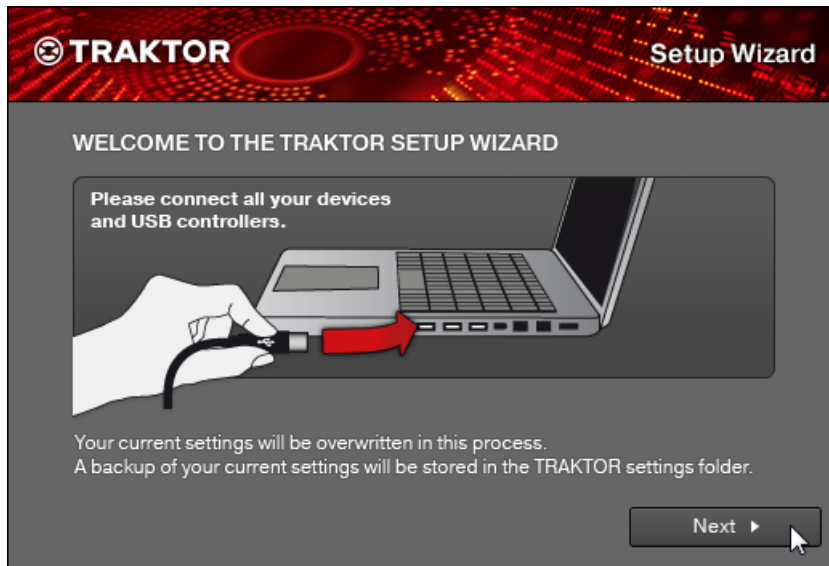 TRAKTOR
Setup Wizard
WELCOME TO THE TRAKTOR SETUP WIZARD
Please connect all your devices
and USB controllers.
Your current settings will be overwritten in this process.
A backup of your current settings will be stored in the TRAKTOR settings folder.
Next